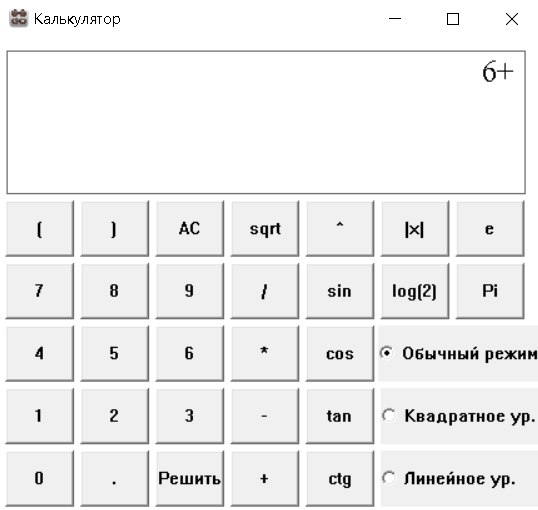 Калькулятор
6+
( ) AC sqrt ^ |x| e
7 8 9 / sin log(2) Pi
4 5 6 * cos Обычный режим
1 2 3 - tan Квадратное ур.
0 . Решить + ctg Линейное ур.